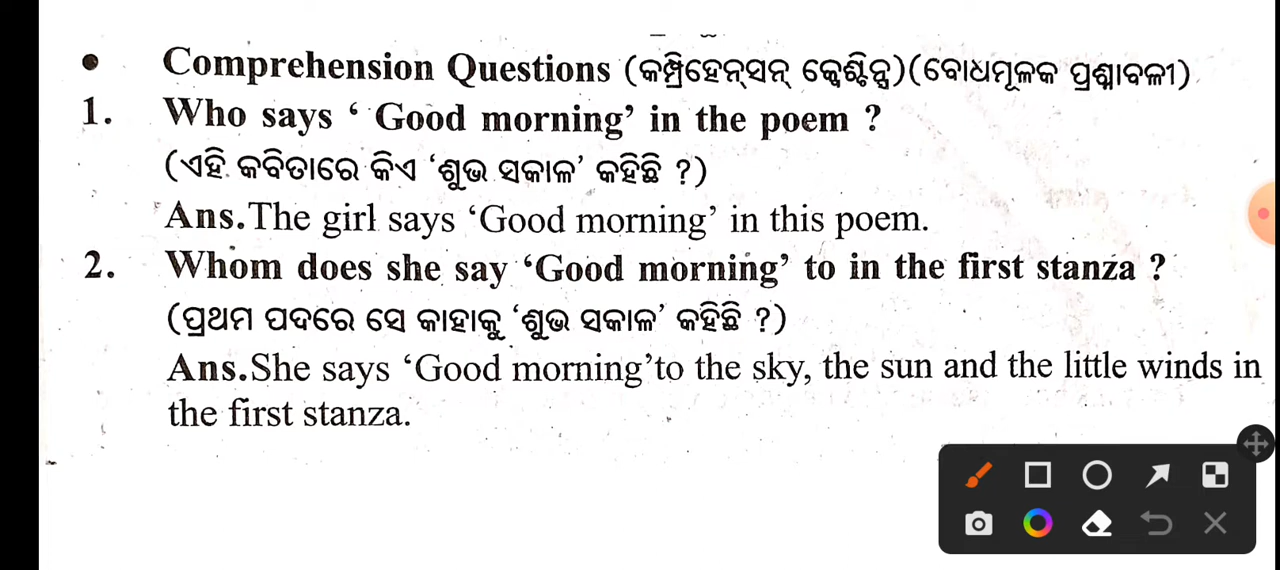 • Comprehension Questions (କମ୍ପ୍ରିହେନ୍‌ସନ୍ କ୍ୱେଶ୍ଚିନ୍ସ)(ବୋଧମୂଳକ ପ୍ରଶ୍ନାବଳୀ)
1. Who says ‘ Good morning’ in the poem ?
(ଏହି କବିତାରେ କିଏ ‘ଶୁଭ ସକାଳ’ କହିଛି ?)
Ans.The girl says ‘Good morning’ in this poem.
2. Whom does she say ‘Good morning’ to in the first stanza ?
(ପ୍ରଥମ ପଦରେ ସେ କାହାକୁ ‘ଶୁଭ ସକାଳ’ କହିଛି ?)
Ans.She says ‘Good morning’to the sky, the sun and the little winds in
the first stanza.